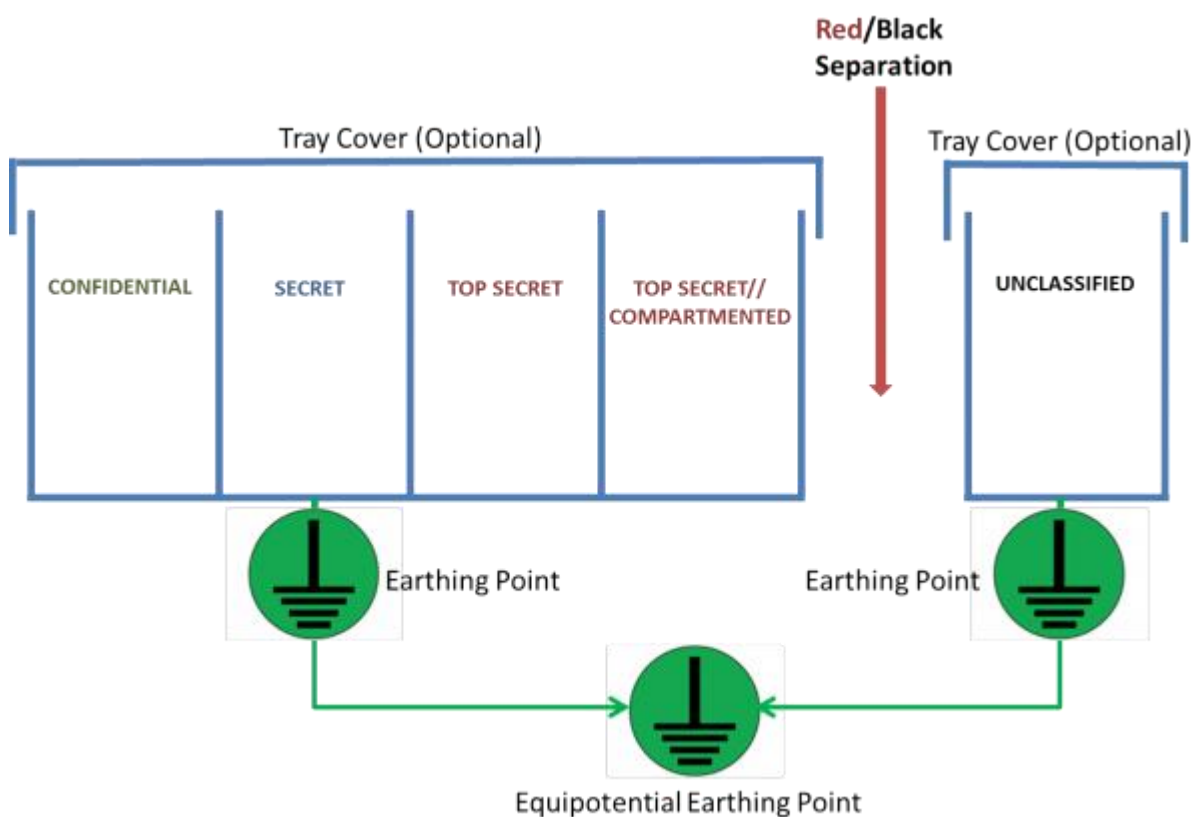 Red/Black
Separation
Tray Cover (Optional)
Tray Cover (Optional)
CONFIDENTIAL
SECRET
TOP SECRET
TOP SECRET//
COMPARTMENTED
UNCLASSIFIED
Earthing Point
Earthing Point
Equipotential Earthing Point